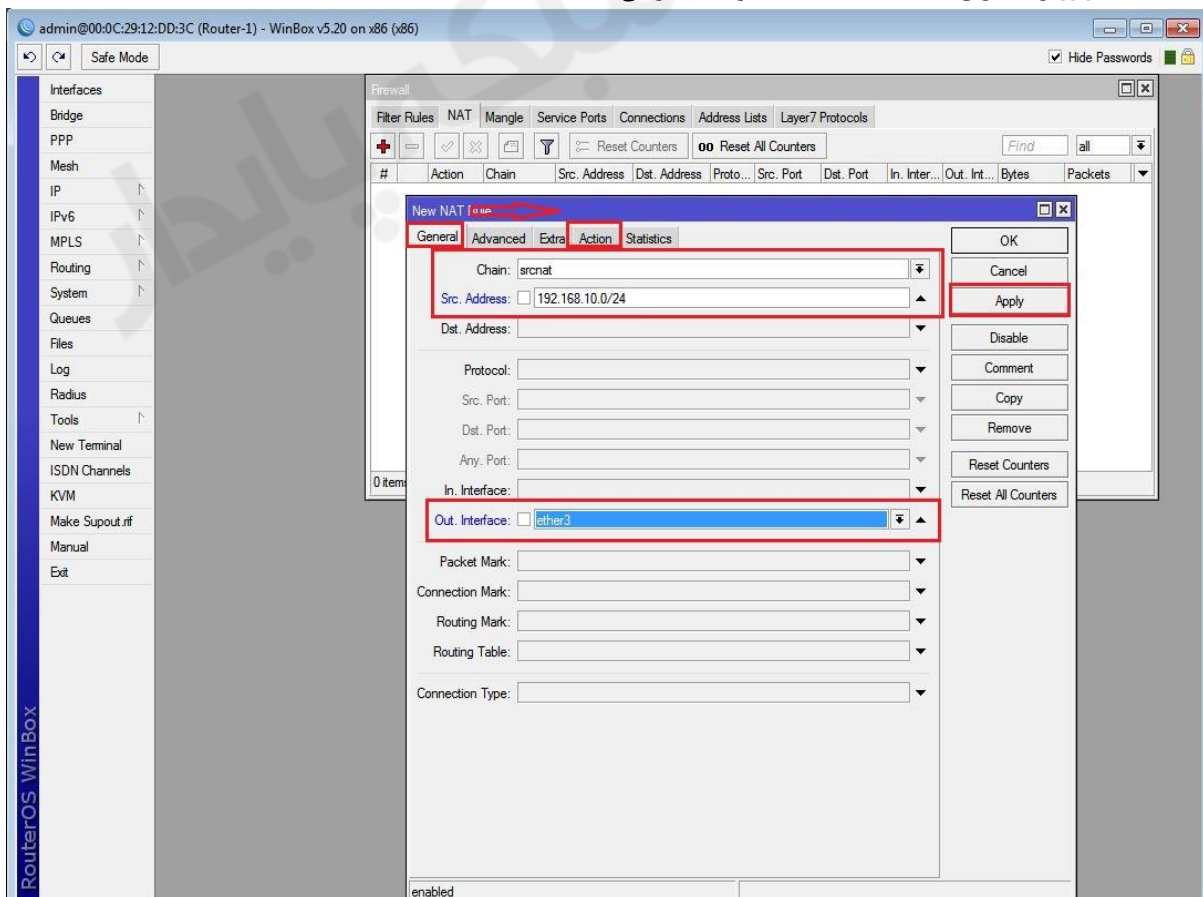 admin@00:0C:29:12:DD:3C (Router-1) - WinBox v5.20 on x86 (x86)
Safe Mode
Hide Passwords
Interfaces
Bridge
PPP
Mesh
IP
IPv6
MPLS
Routing
System
Queues
Files
Log
Radius
Tools
New Terminal
ISDN Channels
KVM
Make Supout.rif
Manual
Exit
RouterOS WinBox
Firewall
Filter Rules NAT Mangle Service Ports Connections Address Lists Layer7 Protocols
Reset Counters 00 Reset All Counters Find all
# Action Chain Src. Address Dst. Address Proto... Src. Port Dst. Port In. Inter... Out. Int... Bytes Packets
0 items
New NAT Rule
General Advanced Extra Action Statistics
Chain: srcnat
Src. Address: 192.168.10.0/24
Dst. Address:
Protocol:
Src. Port:
Dst. Port:
Any. Port:
In. Interface:
Out. Interface: ether3
Packet Mark:
Connection Mark:
Routing Mark:
Routing Table:
Connection Type:
OK
Cancel
Apply
Disable
Comment
Copy
Remove
Reset Counters
Reset All Counters
enabled